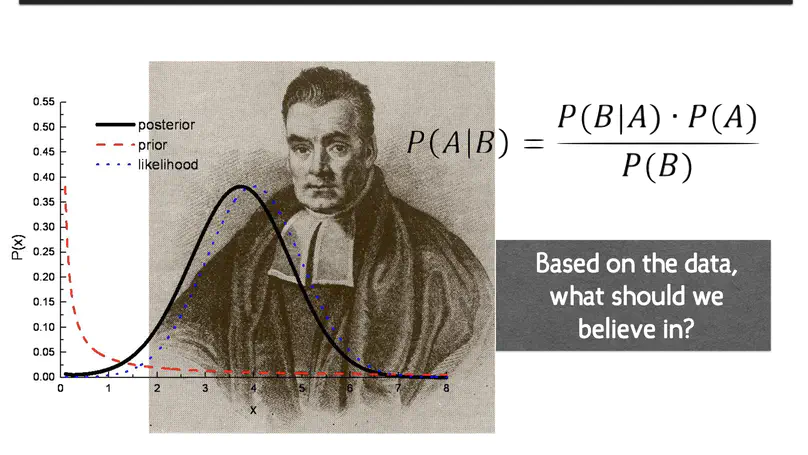 0.55
0.50
0.45
0.40
0.35
0.30
0.25
0.20
0.15
0.10
0.05
0.00
P(x)
posterior
prior
likelihood
0 1 2 3 4 5 6 7 8
x
P(A|B) = P(B|A) · P(A)
P(B)
Based on the data,
what should we
believe in?